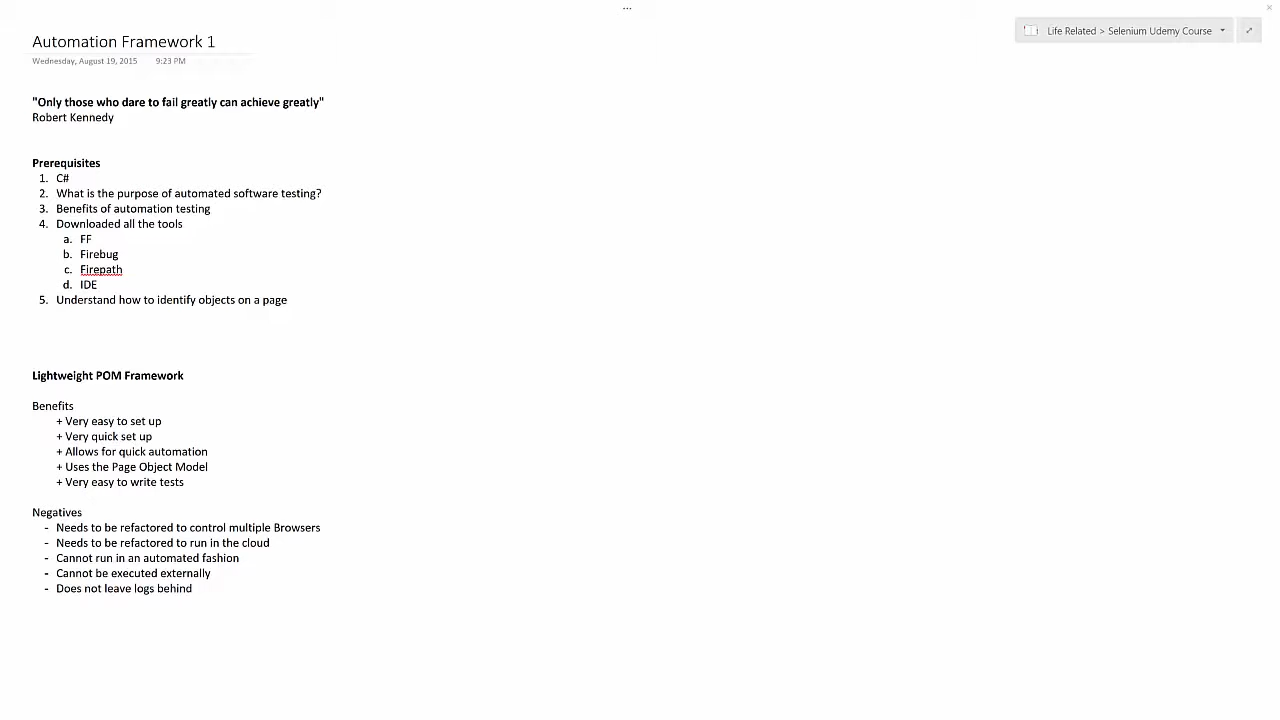 ...
Life Related > Selenium Udemy Course
Automation Framework 1
Wednesday, August 19, 2015 9:23 PM
"Only those who dare to fail greatly can achieve greatly"
Robert Kennedy
Prerequisites
1. C#
2. What is the purpose of automated software testing?
3. Benefits of automation testing
4. Downloaded all the tools
a. FF
b. Firebug
c. Firepath
d. IDE
5. Understand how to identify objects on a page
Lightweight POM Framework
Benefits
+ Very easy to set up
+ Very quick set up
+ Allows for quick automation
+ Uses the Page Object Model
+ Very easy to write tests
Negatives
- Needs to be refactored to control multiple Browsers
- Needs to be refactored to run in the cloud
- Cannot run in an automated fashion
- Cannot be executed externally
- Does not leave logs behind